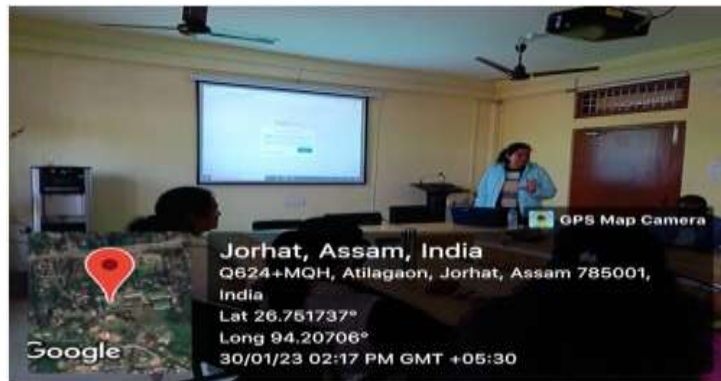 GPS Map Camera
Jorhat, Assam, India
Q624+MQH, Atilagaon, Jorhat, Assam 785001,
India
Lat 26.751737°
Long 94.20706°
30/01/23 02:17 PM GMT +05:30
Google